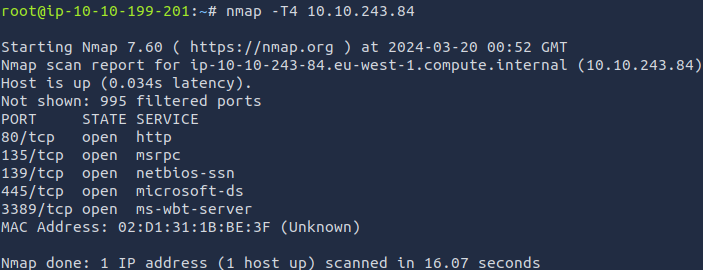 root@ip-10-10-199-201:~# nmap -T4 10.10.243.84

Starting Nmap 7.60 ( https://nmap.org ) at 2024-03-20 00:52 GMT
Nmap scan report for ip-10-10-243-84.eu-west-1.compute.internal (10.10.243.84)
Host is up (0.034s latency).
Not shown: 995 filtered ports
PORT     STATE SERVICE
80/tcp   open  http
135/tcp  open  msrpc
139/tcp  open  netbios-ssn
445/tcp  open  microsoft-ds
3389/tcp open  ms-wbt-server
MAC Address: 02:D1:31:1B:BE:3F (Unknown)

Nmap done: 1 IP address (1 host up) scanned in 16.07 seconds